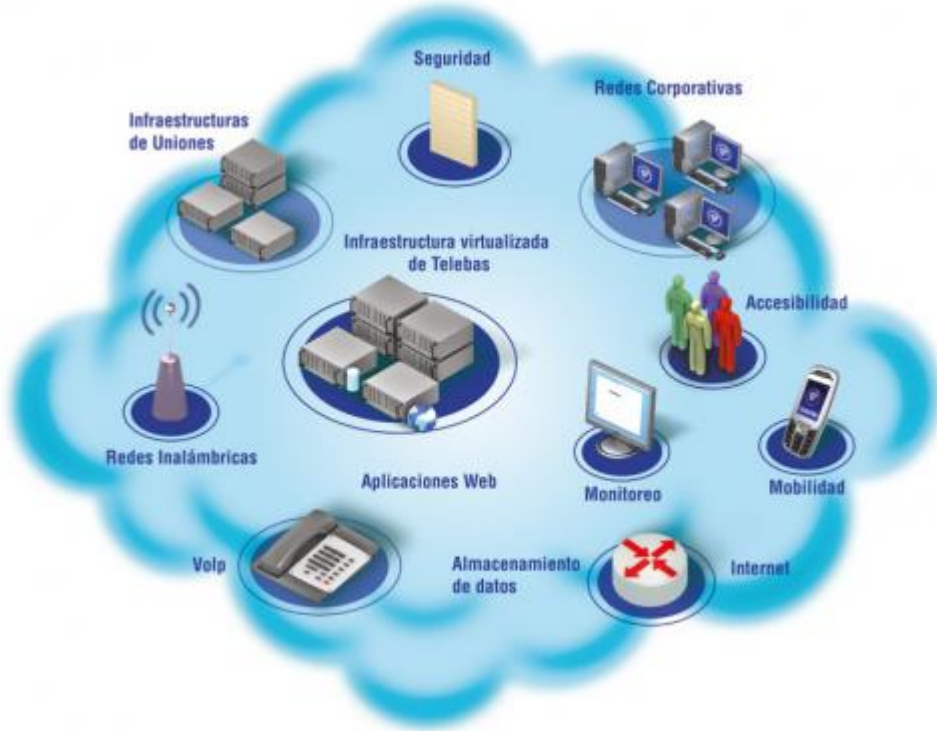 Seguridad
Redes Corporativas
Infraestructuras
de Uniones
Infraestructura virtualizada
de Telebas
Accesibilidad
Redes Inalámbricas
Aplicaciones Web
Monitoreo
Mobilidad
VoIp
Almacenamiento
de datos
Internet